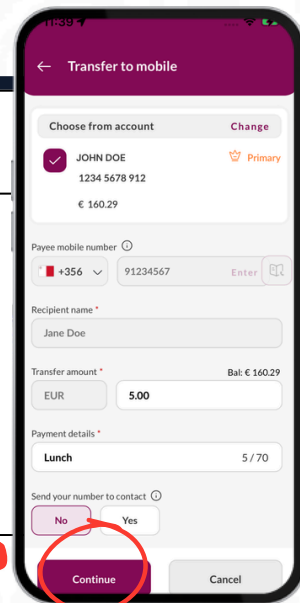 11:39
← Transfer to mobile
Choose from account Change
JOHN DOE Primary
1234 5678 912
€ 160.29
Payee mobile number
+356 91234567 Enter
Recipient name *
Jane Doe
Transfer amount * Bal: € 160.29
EUR 5.00
Payment details *
Lunch 5 / 70
Send your number to contact
No Yes
Continue Cancel